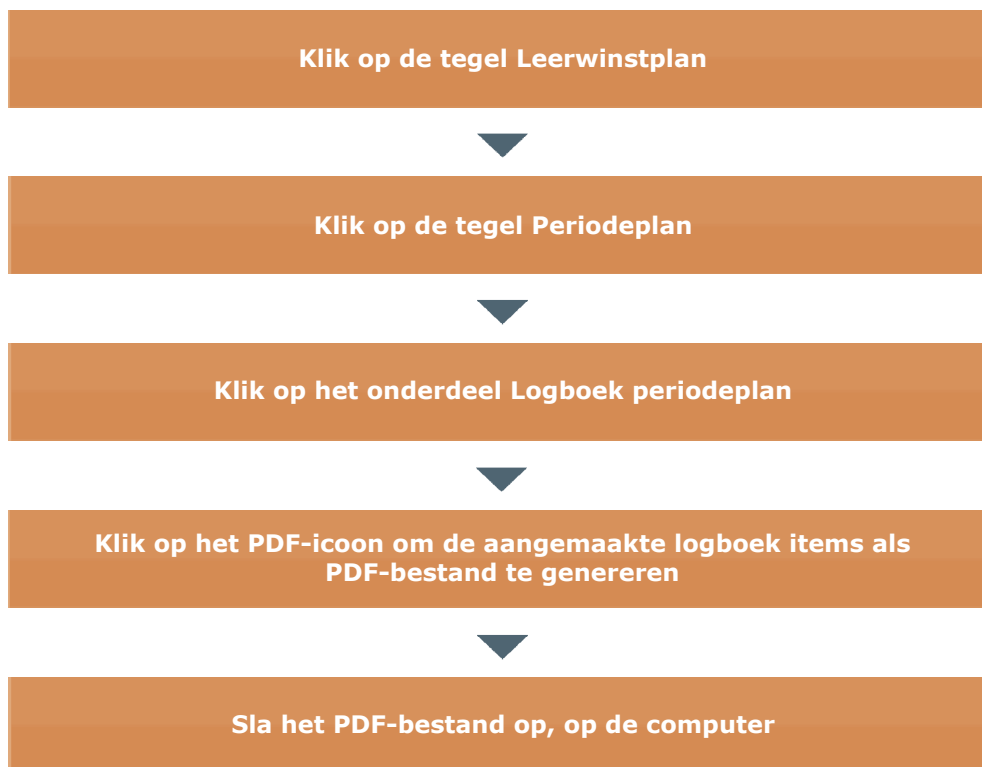 Klik op de tegel Leerwinstplan
Klik op de tegel Periodeplan
Klik op het onderdeel Logboek periodeplan
Klik op het PDF-icoon om de aangemaakte logboek items als
PDF-bestand te genereren
Sla het PDF-bestand op, op de computer